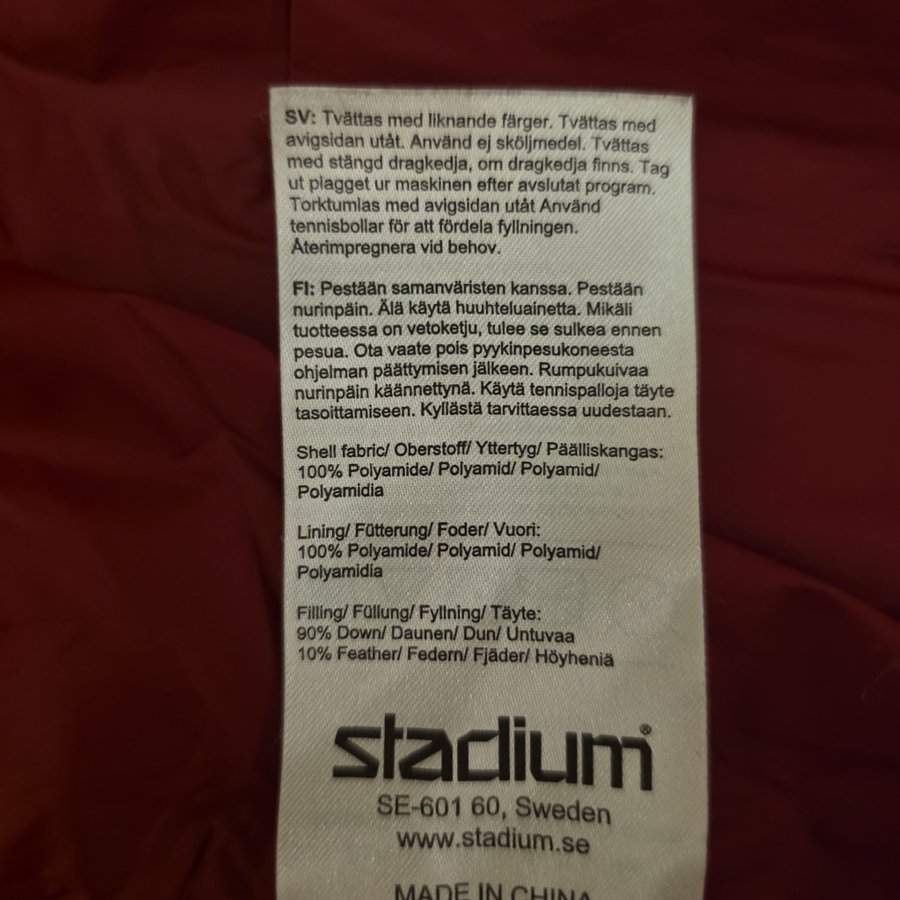 SV: Tvättas med liknande färger. Tvättas med
avigsidan utåt. Använd ej sköljmedel. Tvättas
med stängd dragkedja, om dragkedja finns. Tag
ut plagget ur maskinen efter avslutat program.
Torktumlas med avigsidan utåt Använd
tennisbollar för att fördela fyllningen.
Återimpregnera vid behov.
FI: Pestään samanväristen kanssa. Pestään
nurinpäin. Älä käytä huuhteluainetta. Mikäli
tuotteessa on vetoketju, tulee se sulkea ennen
pesua. Ota vaate pois pyykinpesukoneesta
ohjelman päättymisen jälkeen. Rumpukuivaa
nurinpäin käännettynä. Käytä tennispalloja täyte
tasoittamiseen. Kyllästä tarvittaessa uudestaan.
Shell fabric/ Oberstoff/ Yttertyg/ Päälliskangas:
100% Polyamide/ Polyamid/ Polyamid/
Polyamidia
Lining/ Fütterung/ Foder/ Vuori:
100% Polyamide/ Polyamid/ Polyamid/
Polyamidia
Filling/ Füllung/ Fyllning/ Täyte:
90% Down/ Daunen/ Dun/ Untuvaa
10% Feather/ Federn/ Fjäder/ Höyheniä
stadium®
SE-601 60, Sweden
www.stadium.se
MADE IN CHINA